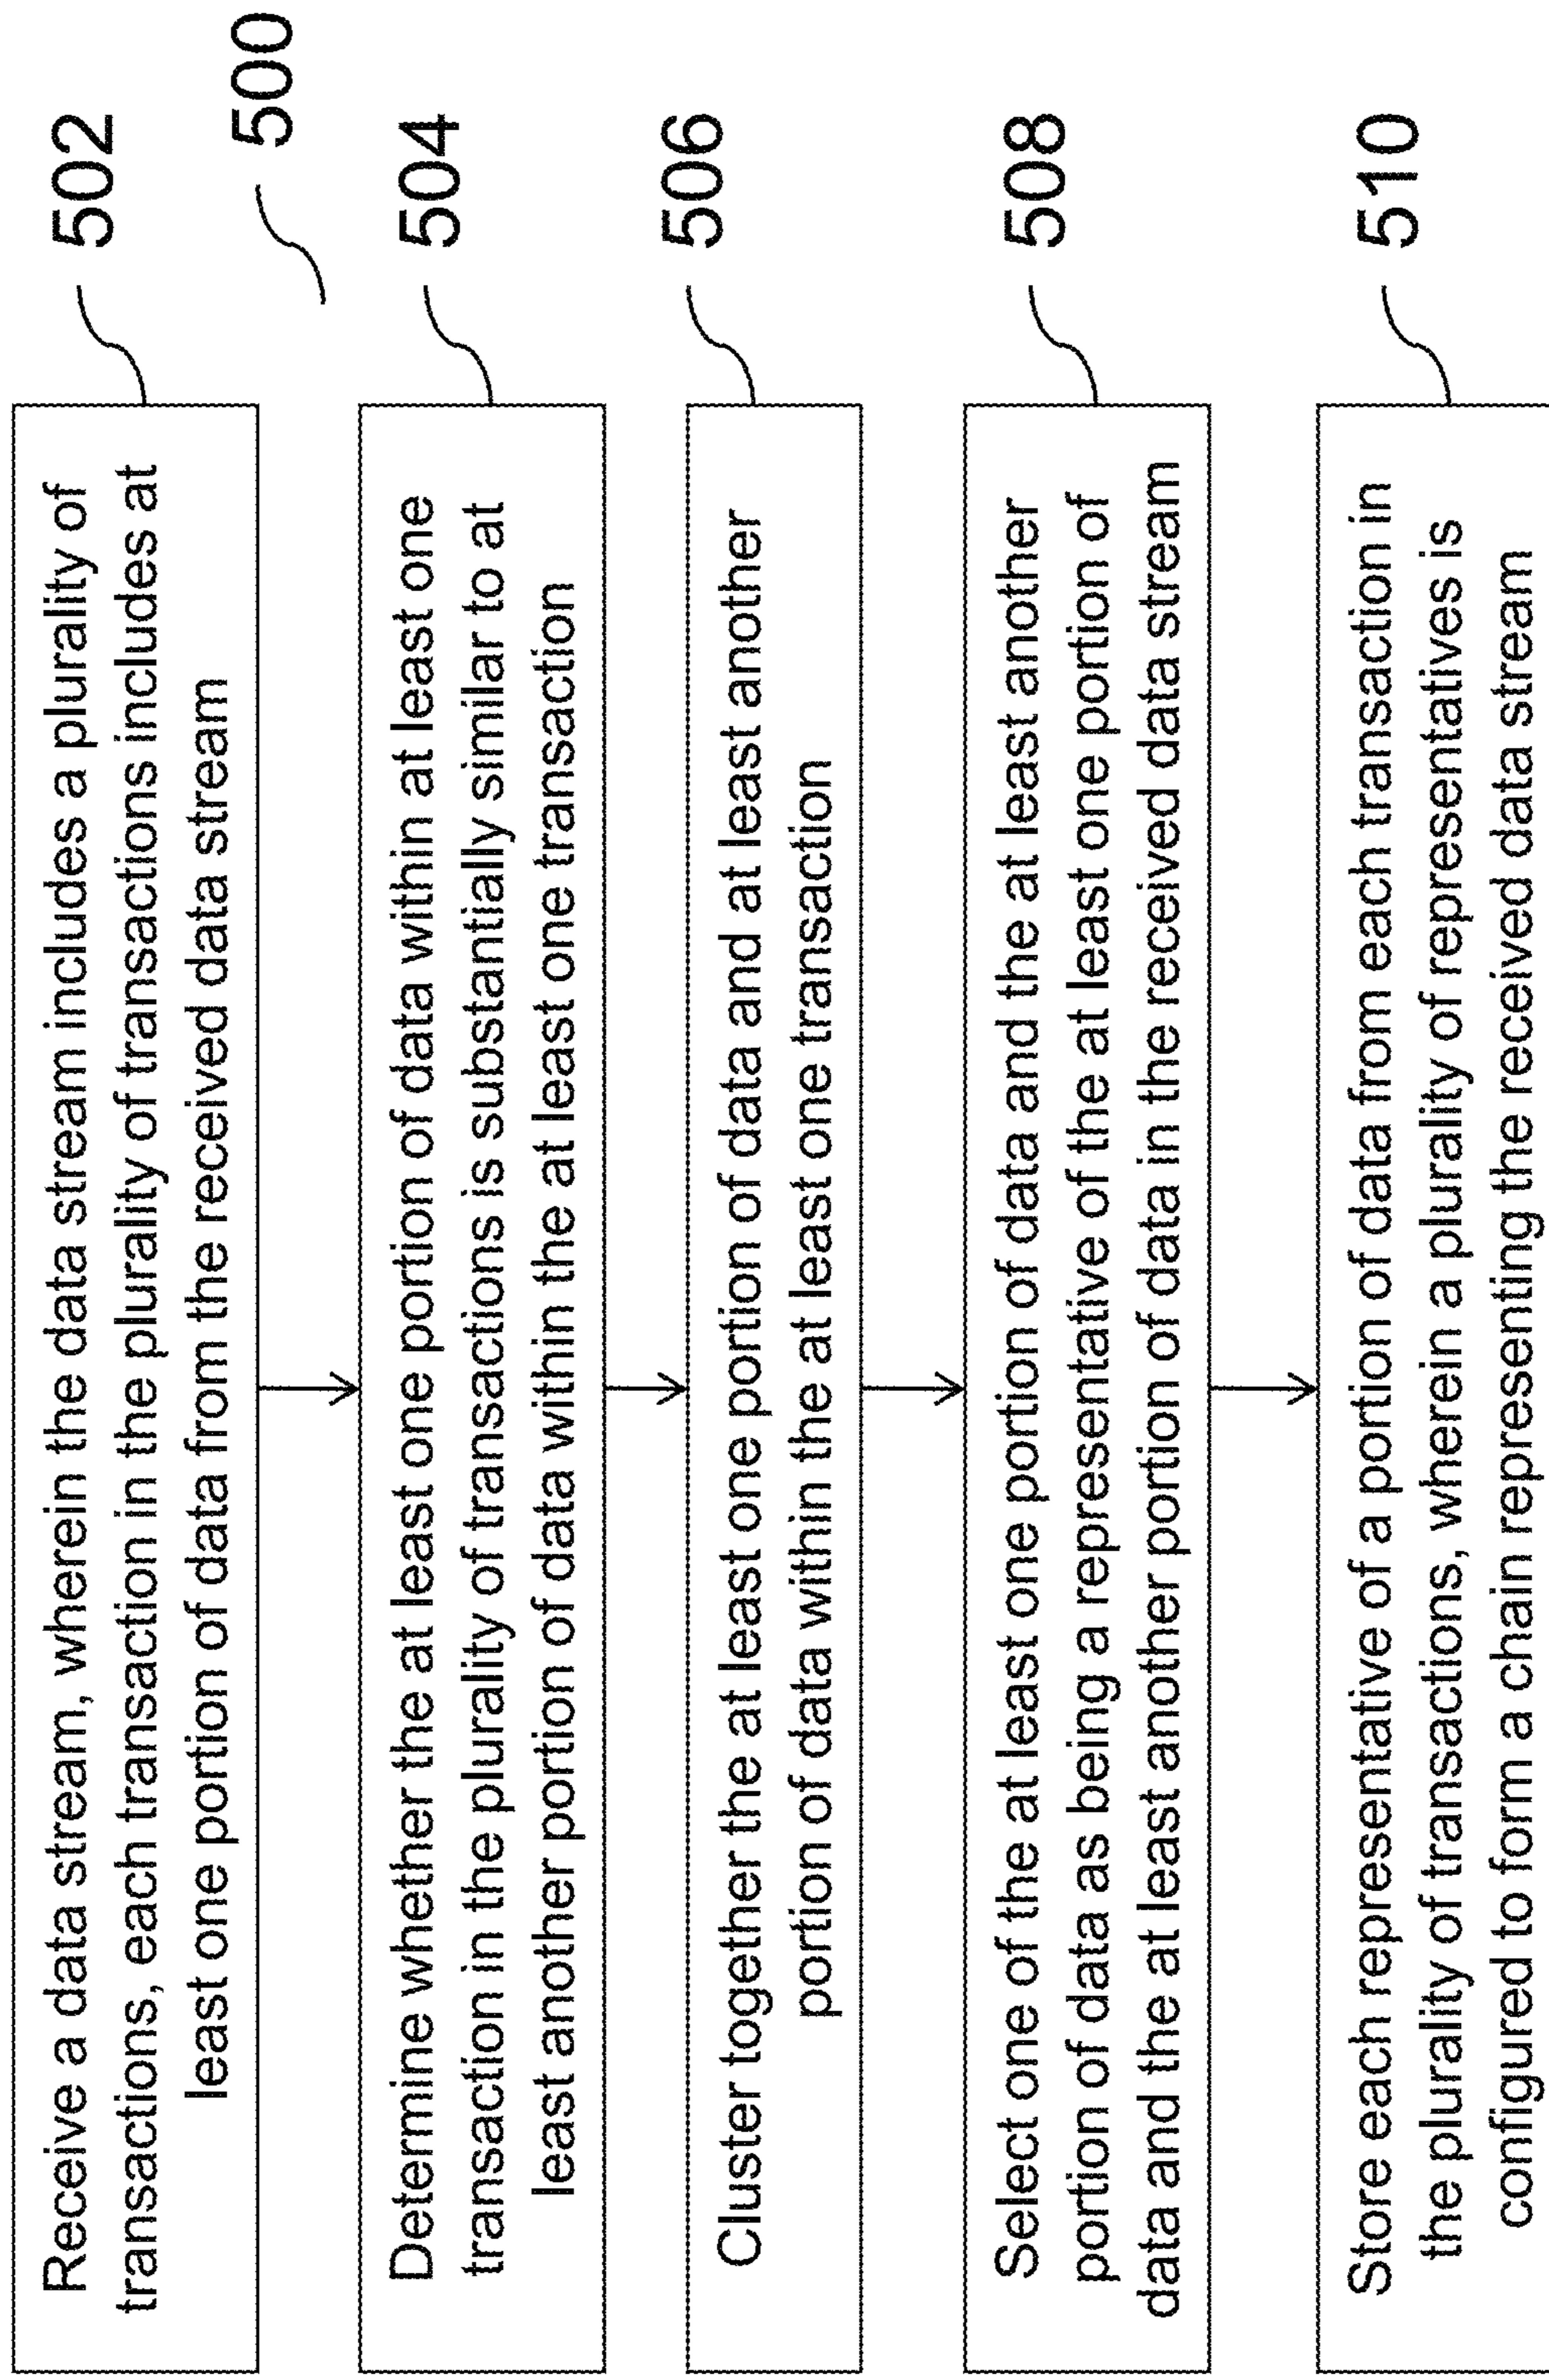 Receive a data stream, wherein the data stream includes a plurality of
transactions, each transaction in the plurality of transactions includes at
least one portion of data from the received data stream
502
500
Determine whether the at least one portion of data within at least one
transaction in the plurality of transactions is substantially similar to at
least another portion of data within the at least one transaction
504
Cluster together the at least one portion of data and at least another
portion of data within the at least one transaction
506
Select one of the at least one portion of data and the at least another
portion of data as being a representative of the at least one portion of
data and the at least another portion of data in the received data stream
508
Store each representative of a portion of data from each transaction in
the plurality of transactions, wherein a plurality of representatives is
configured to form a chain representing the received data stream
510